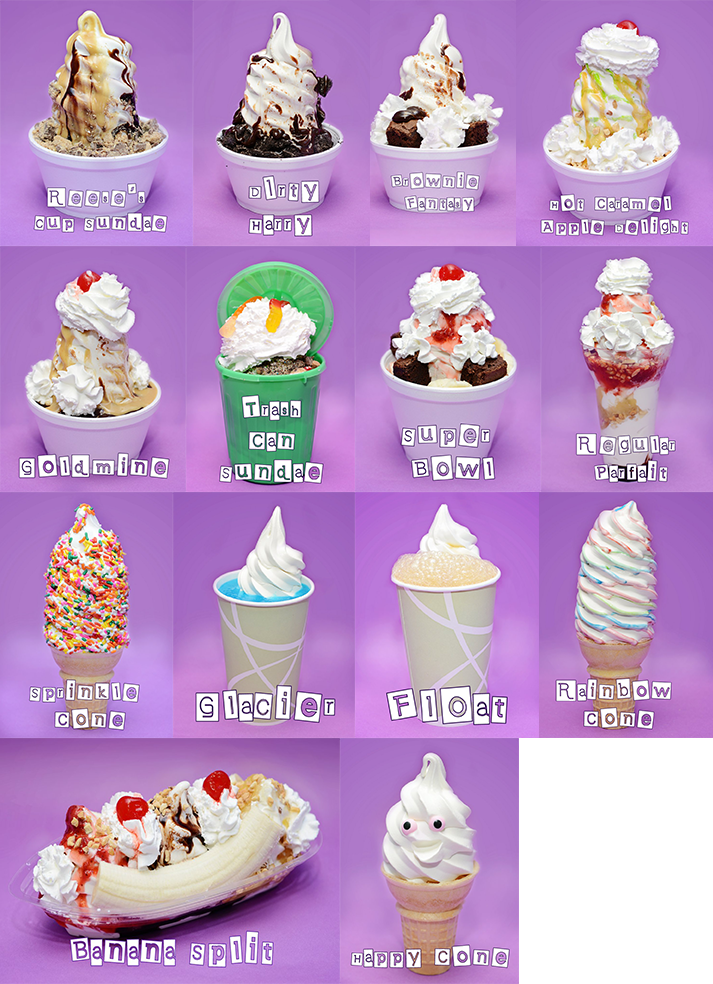 Reese's
Cup Sundae
Dirty
Harry
Brownie
Fantasy
Hot Caramel
Apple Delight
Goldmine
Trash
Can
Sundae
Super
Bowl
Regular
Parfait
Sprinkle
Cone
Glacier
Float
Rainbow
Cone
Banana Split
Happy Cone